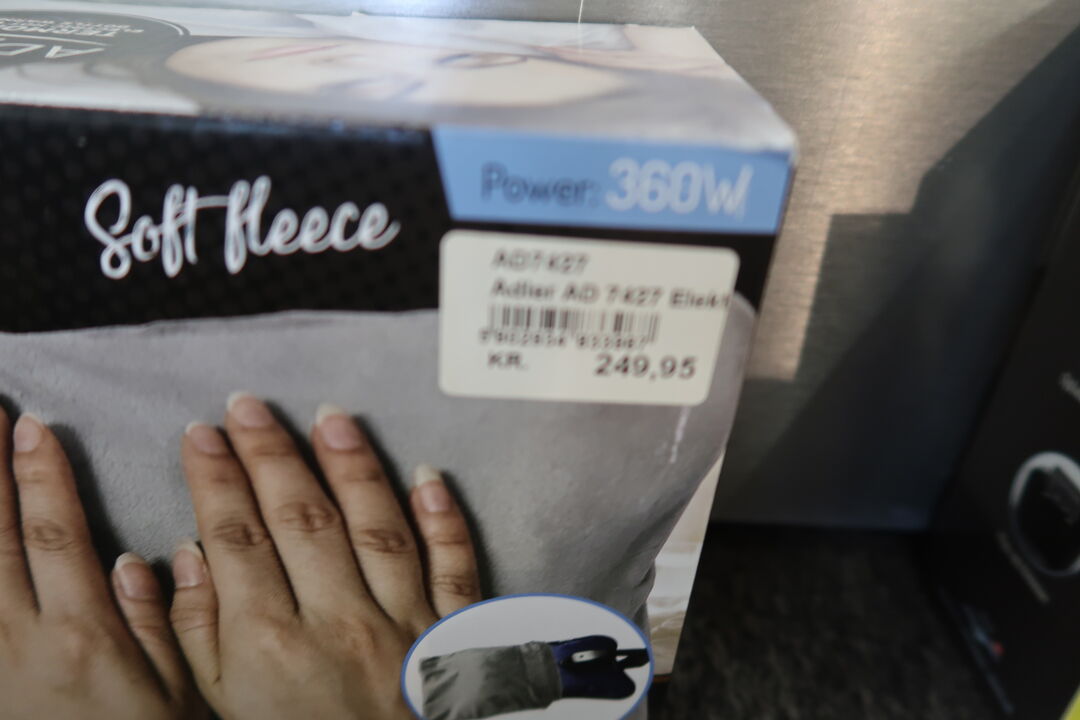 Soft fleece
Power: 360W
AD7427
Adler AD 7427 Elekt
KR. 249,95